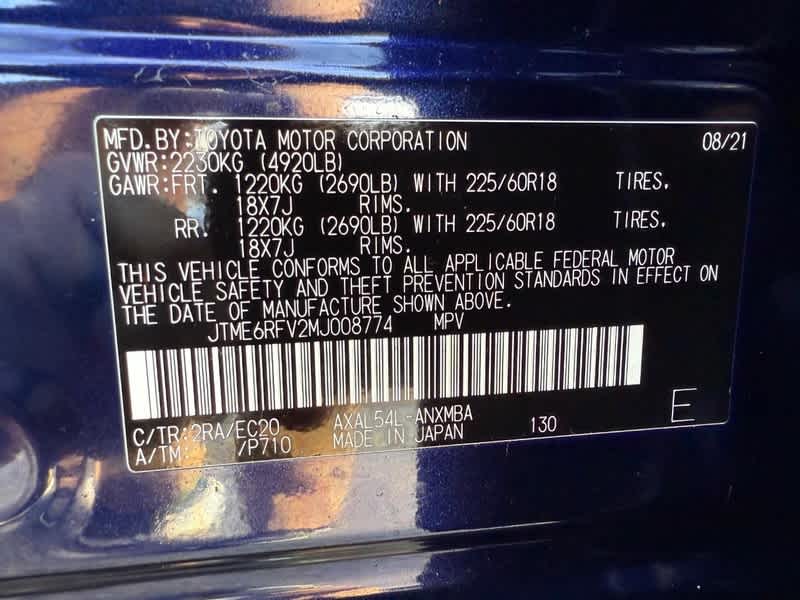 MFD.BY:TOYOTA MOTOR CORPORATION 08/21
GVWR:2230KG (4920LB)
GAWR:FRT. 1220KG (2690LB) WITH 225/60R18 TIRES,
18X7J RIMS.
RR. 1220KG (2690LB) WITH 225/60R18 TIRES,
18X7J RIMS.
THIS VEHICLE CONFORMS TO ALL APPLICABLE FEDERAL MOTOR
VEHICLE SAFETY AND THEFT PREVENTION STANDARDS IN EFFECT ON
THE DATE OF MANUFACTURE SHOWN ABOVE.
JTME6RFV2MJ008774 MPV
C/TR:2RA/EC20 AXAL54L-ANXMBA
A/TM: /P710 MADE IN JAPAN 130 E